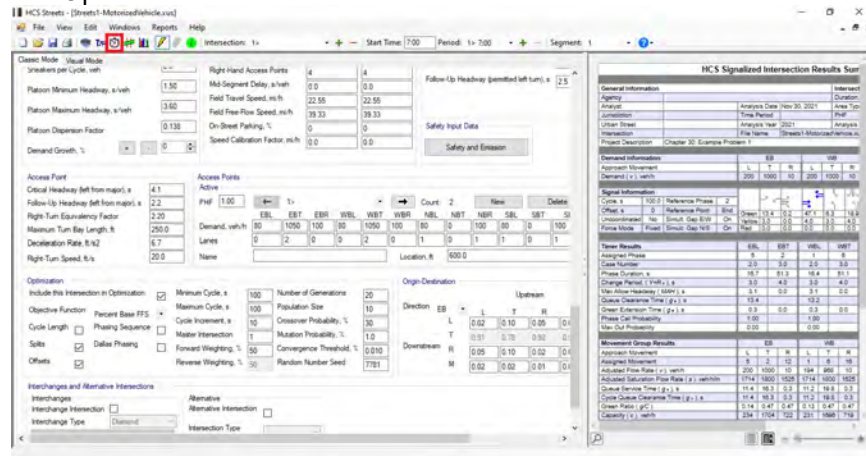 HCS Streets - [Streets1-MotorizedVehicle.xus]
File View Edit Windows Reports Help
Intersection: 1> Start Time: 7:00 Period: 1> 7:00 Segment: 1
Classic Mode Visual Mode
Sneakers per Cycle, veh
Platoon Minimum Headway, s/veh 1.50
Platoon Maximum Headway, s/veh 3.60
Platoon Dispersion Factor 0.138
Demand Growth, % 0
Right Hand Access Points 4 4
Mid-Segment Delay, s/veh 0.0 0.0
Field Travel Speed, mi/h 22.55 22.55
Field Free-Flow Speed, mi/h 39.33 39.33
On-Street Parking, % 0 0
Speed Calibration Factor, mi/h 0.0 0.0
Follow-Up Headway (permitted left turn), s 2.5
Safety Input Data
Safety and Emission
Access Point
Critical Headway (left from major), s 4.1
Follow-Up Headway (left from major), s 2.2
Right-Turn Equivalency Factor 2.20
Maximum Turn Bay Length, ft 250.0
Deceleration Rate, ft/s2 6.7
Right-Turn Speed, ft/s 20.0
Access Points
Active
PHF 1.00 1> Count: 2 New Delete
EBL EBT EBR WBL WBT WBR NBL NBT NBR SBL SBT
Demand, veh/h 80 1050 100 80 1050 100 80 0 100 80 0 100
Lanes 0 2 0 0 2 0 1 0 1 1 0 1
Name Location, ft 600.0
Optimization
Include this Intersection in Optimization
Objective Function Percent Base FFS
Cycle Length Phasing Sequence
Splits Dallas Phasing
Offsets
Minimum Cycle, s 100
Maximum Cycle, s 100
Cycle Increment, s 10
Master Intersection 1
Forward Weighting, % 50
Reverse Weighting, % 50
Number of Generations 20
Population Size 10
Crossover Probability, % 30
Mutation Probability, % 1.0
Convergence Threshold, % 0.010
Random Number Seed 7781
Origin-Destination
Upstream
Direction EB L T R
L 0.02 0.10 0.05
Downstream T 0.91 0.78 0.92
R 0.05 0.10 0.02
M 0.02 0.02 0.01
Interchanges and Alternative Intersections
Interchanges
Interchange Intersection
Interchange Type Diamond
Alternative
Alternative Intersection
Intersection Type
HCS Signalized Intersection Results Sum
General Information
Agency
Analyst Analysis Date Nov 30, 2021 Area Typ
Jurisdiction Time Period PHF
Urban Street Analysis Year 2021 Analysis
Intersection File Name Streets1-MotorizedVehicle.x
Project Description Chapter 30: Example Problem 1
Demand Information EB WB
Approach Movement L T R L T R
Demand ( v ), veh/h 200 1000 10 200 1000 10
Signal Information
Cycle, s 100.0 Reference Phase 2
Offset, s 0 Reference Point End
Uncoordinated No Simult. Gap E/W On
Force Mode Fixed Simult. Gap N/S On
Timer Results EBL EBT WBL WBT
Assigned Phase 5 2 1 6
Case Number 2.0 3.0 2.0 3.0
Phase Duration, s 16.7 51.3 16.4 51.1
Change Period, ( Y+Rc ), s 3.0 4.0 3.0 4.0
Max Allow Headway ( MAH ), s 3.1 0.0 3.1 0.0
Queue Clearance Time ( gs ), s 13.4 13.2
Green Extension Time ( ge ), s 0.3 0.0 0.3 0.0
Phase Call Probability 1.00 1.00
Max Out Probability 0.00 0.00
Movement Group Results EB WB
Approach Movement L T R L T R
Assigned Movement 5 2 12 1 6 16
Adjusted Flow Rate ( v ), veh/h 200 1000 10 194 968 10
Adjusted Saturation Flow Rate ( s ), veh/h/ln 1714 1800 1525 1714 1800 1525
Queue Service Time ( gs ), s 11.4 16.3 0.3 11.2 19.8 0.3
Cycle Queue Clearance Time ( gc ), s 11.4 16.3 0.3 11.2 19.8 0.3
Green Ratio ( g/C ) 0.14 0.47 0.47 0.13 0.47 0.47
Capacity ( c ), veh/h 234 1704 722 231 1696 719